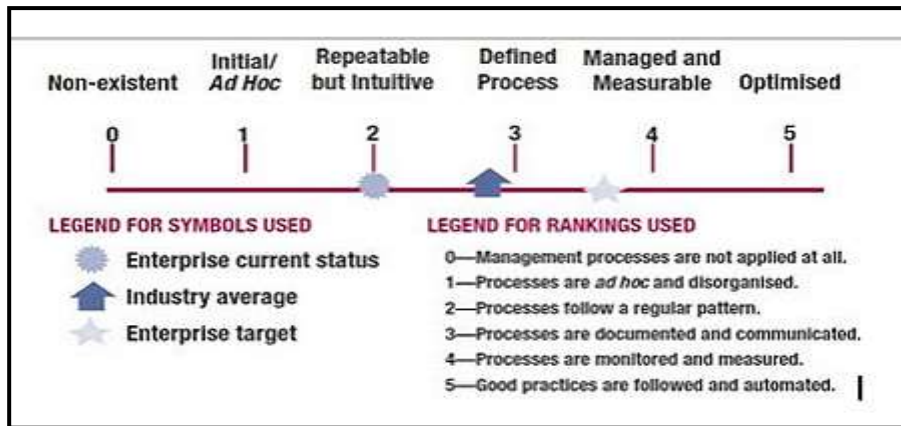 Non-existent
Initial/
Ad Hoc
Repeatable
but Intuitive
Defined
Process
Managed and
Measurable
Optimised
0
1
2
3
4
5
LEGEND FOR SYMBOLS USED
Enterprise current status
Industry average
Enterprise target
LEGEND FOR RANKINGS USED
0—Management processes are not applied at all.
1—Processes are ad hoc and disorganised.
2—Processes follow a regular pattern.
3—Processes are documented and communicated.
4—Processes are monitored and measured.
5—Good practices are followed and automated.